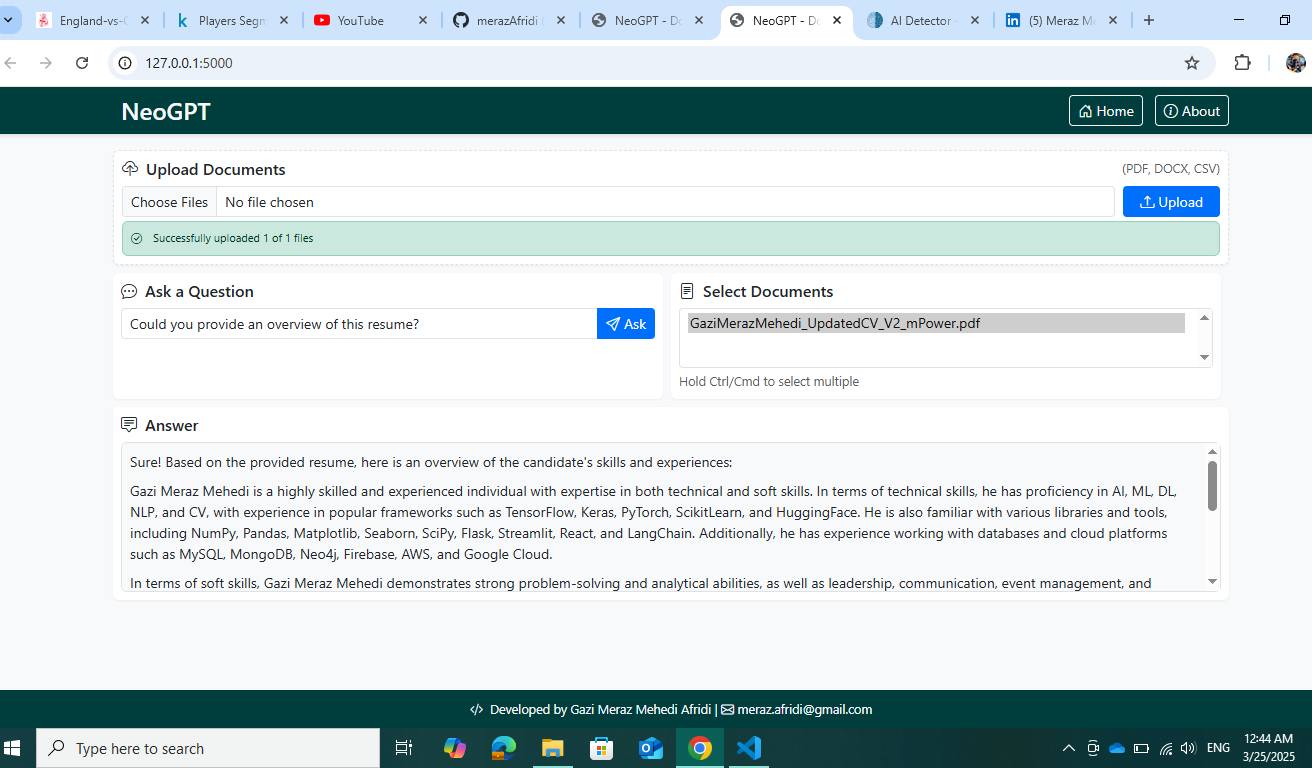 England-vs-
Players Segm
YouTube
merazAfridi
NeoGPT - Do
NeoGPT - Do
AI Detector
(5) Meraz M
127.0.0.1:5000
NeoGPT
Home
About
Upload Documents
(PDF, DOCX, CSV)
Choose Files
No file chosen
Upload
Successfully uploaded 1 of 1 files
Ask a Question
Could you provide an overview of this resume?
Ask
Select Documents
GaziMerazMehedi_UpdatedCV_V2_mPower.pdf
Hold Ctrl/Cmd to select multiple
Answer
Sure! Based on the provided resume, here is an overview of the candidate's skills and experiences:
Gazi Meraz Mehedi is a highly skilled and experienced individual with expertise in both technical and soft skills. In terms of technical skills, he has proficiency in AI, ML, DL,
NLP, and CV, with experience in popular frameworks such as TensorFlow, Keras, PyTorch, ScikitLearn, and HuggingFace. He is also familiar with various libraries and tools,
including NumPy, Pandas, Matplotlib, Seaborn, SciPy, Flask, Streamlit, React, and LangChain. Additionally, he has experience working with databases and cloud platforms
such as MySQL, MongoDB, Neo4j, Firebase, AWS, and Google Cloud.
In terms of soft skills, Gazi Meraz Mehedi demonstrates strong problem-solving and analytical abilities, as well as leadership, communication, event management, and
Developed by Gazi Meraz Mehedi Afridi | meraz.afridi@gmail.com
Type here to search
ENG
12:44 AM
3/25/2025